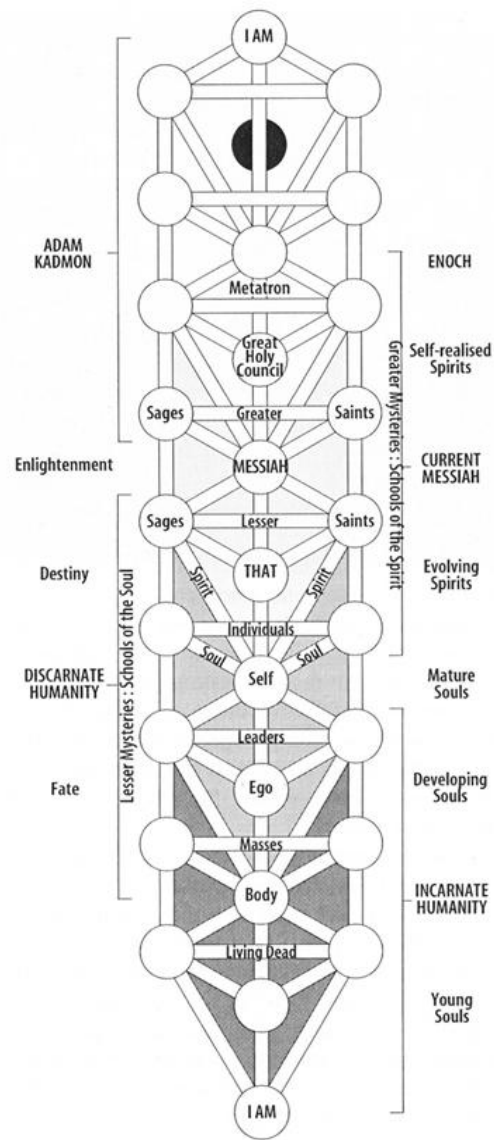 I AM
ADAM
KADMON
ENOCH
Metatron
Great
Holy
Council
Self-realised
Spirits
Greater Mysteries : Schools of the Spirit
Sages
Greater
Saints
Enlightenment
MESSIAH
CURRENT
MESSIAH
Sages
Lesser
Saints
Destiny
THAT
Evolving
Spirits
Spirit
Spirit
Lesser Mysteries : Schools of the Soul
Individuals
Soul
Soul
DISCARNATE
HUMANITY
Self
Mature
Souls
Leaders
Fate
Ego
Developing
Souls
Masses
Body
INCARNATE
HUMANITY
Living Dead
Young
Souls
I AM